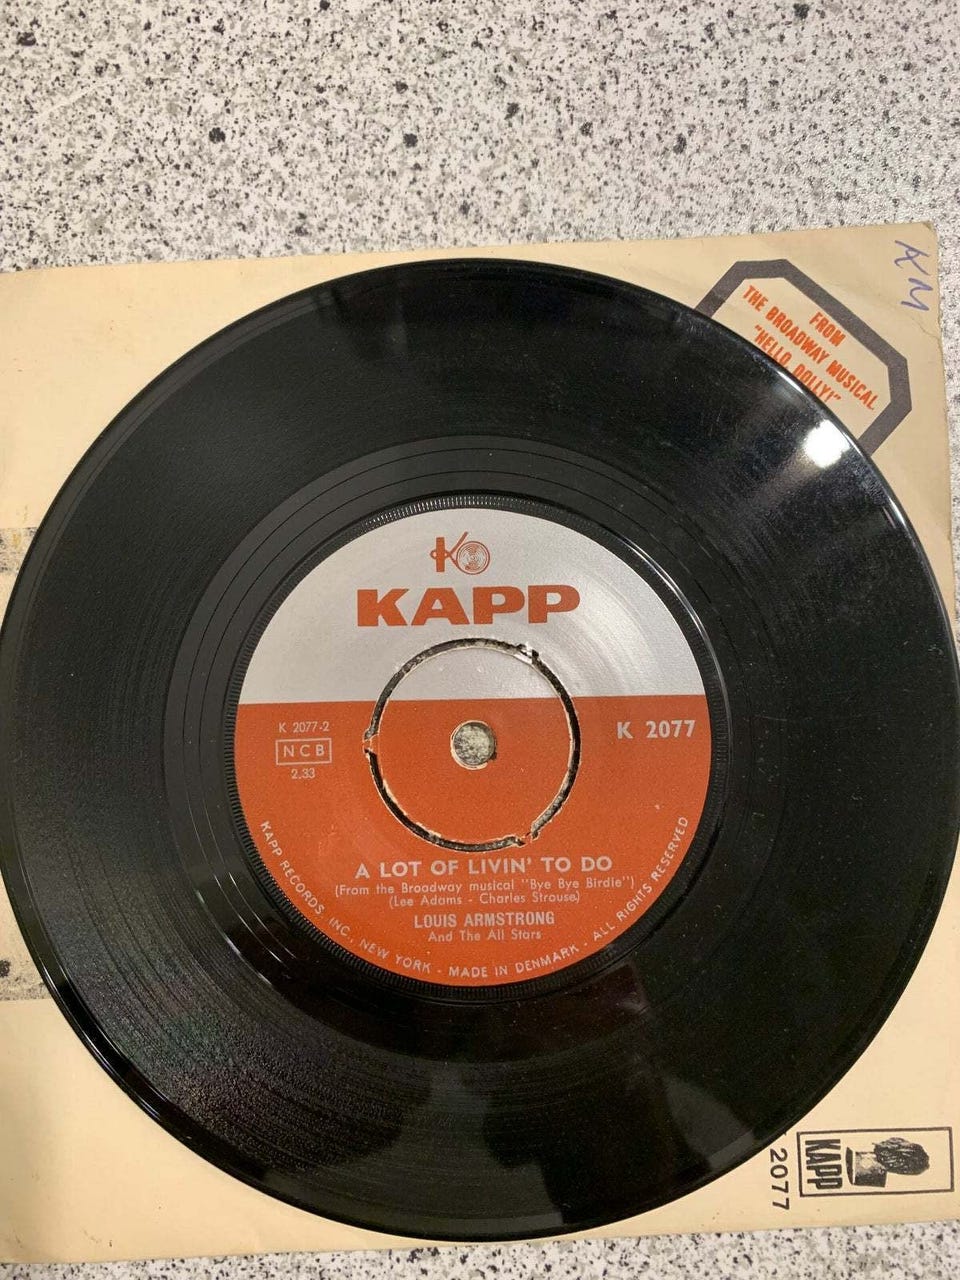 KM
FROM
THE BROADWAY MUSICAL
"HELLO, DOLLY!"
K
KAPP
K 2077-2
NCB
2.33
K 2077
A LOT OF LIVIN' TO DO
(From the Broadway musical "Bye Bye Birdie")
(Lee Adams - Charles Strouse)
LOUIS ARMSTRONG
And The All Stars
KAPP RECORDS, INC., NEW YORK - MADE IN DENMARK - ALL RIGHTS RESERVED
KAPP
2077